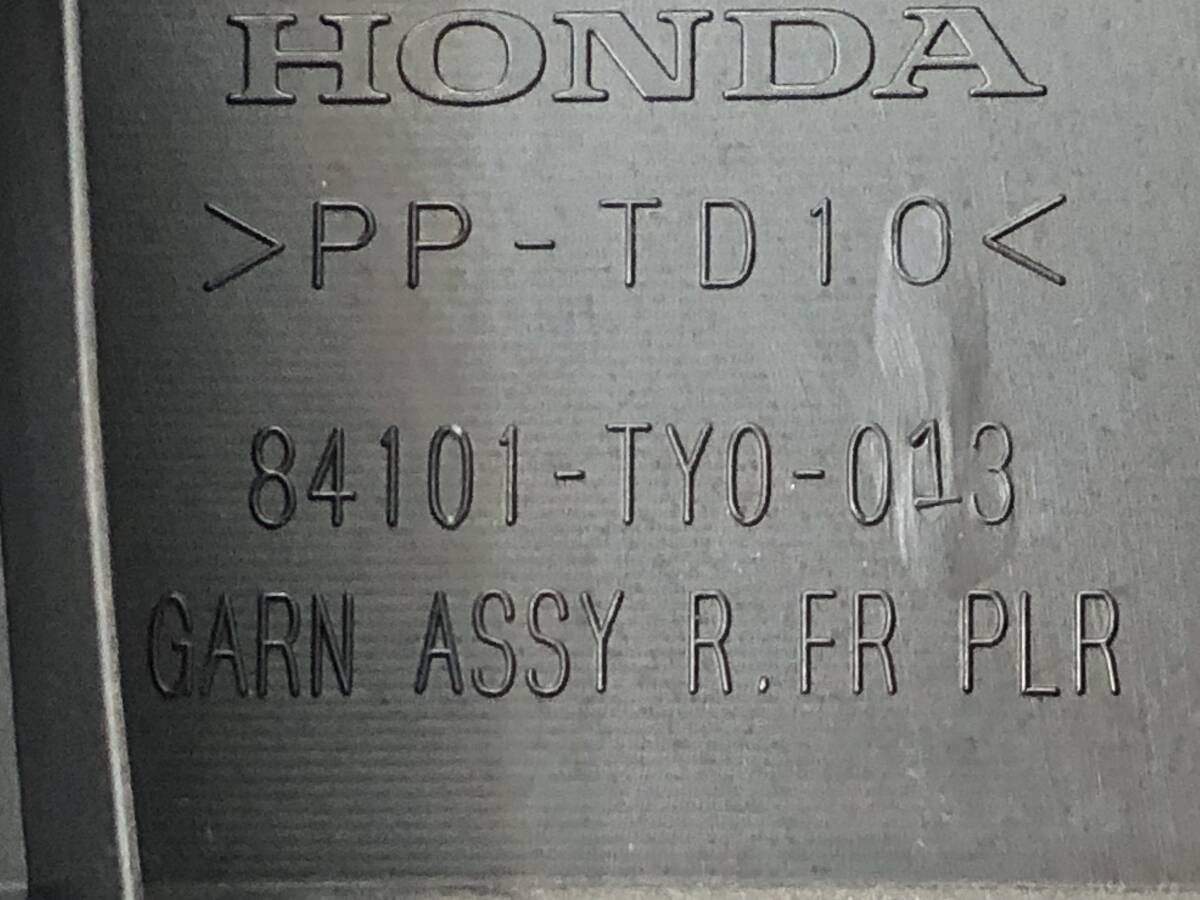 HONDA
>PP-TD10<
84101-TY0-013
GARN ASSY R.FR PLR